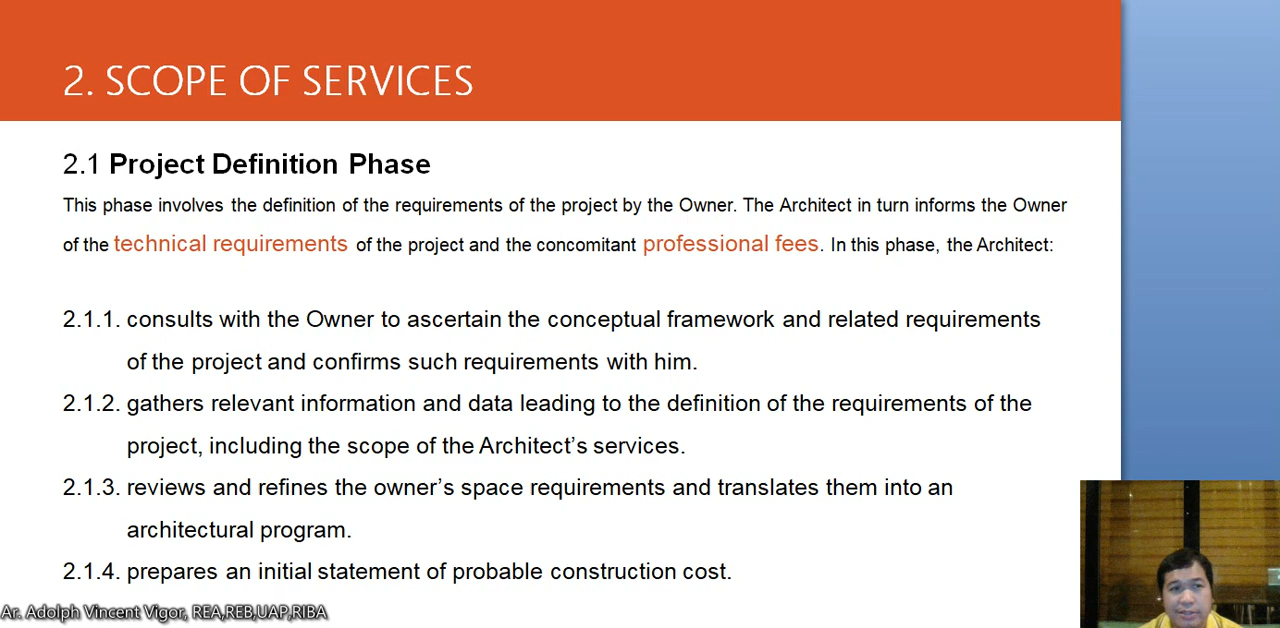 2. SCOPE OF SERVICES
2.1 Project Definition Phase
This phase involves the definition of the requirements of the project by the Owner. The Architect in turn informs the Owner
of the technical requirements of the project and the concomitant professional fees. In this phase, the Architect:
2.1.1. consults with the Owner to ascertain the conceptual framework and related requirements
of the project and confirms such requirements with him.
2.1.2. gathers relevant information and data leading to the definition of the requirements of the
project, including the scope of the Architect’s services.
2.1.3. reviews and refines the owner’s space requirements and translates them into an
architectural program.
2.1.4. prepares an initial statement of probable construction cost.
Ar. Adolph Vincent Vigor, REA,REB,UAP,RIBA